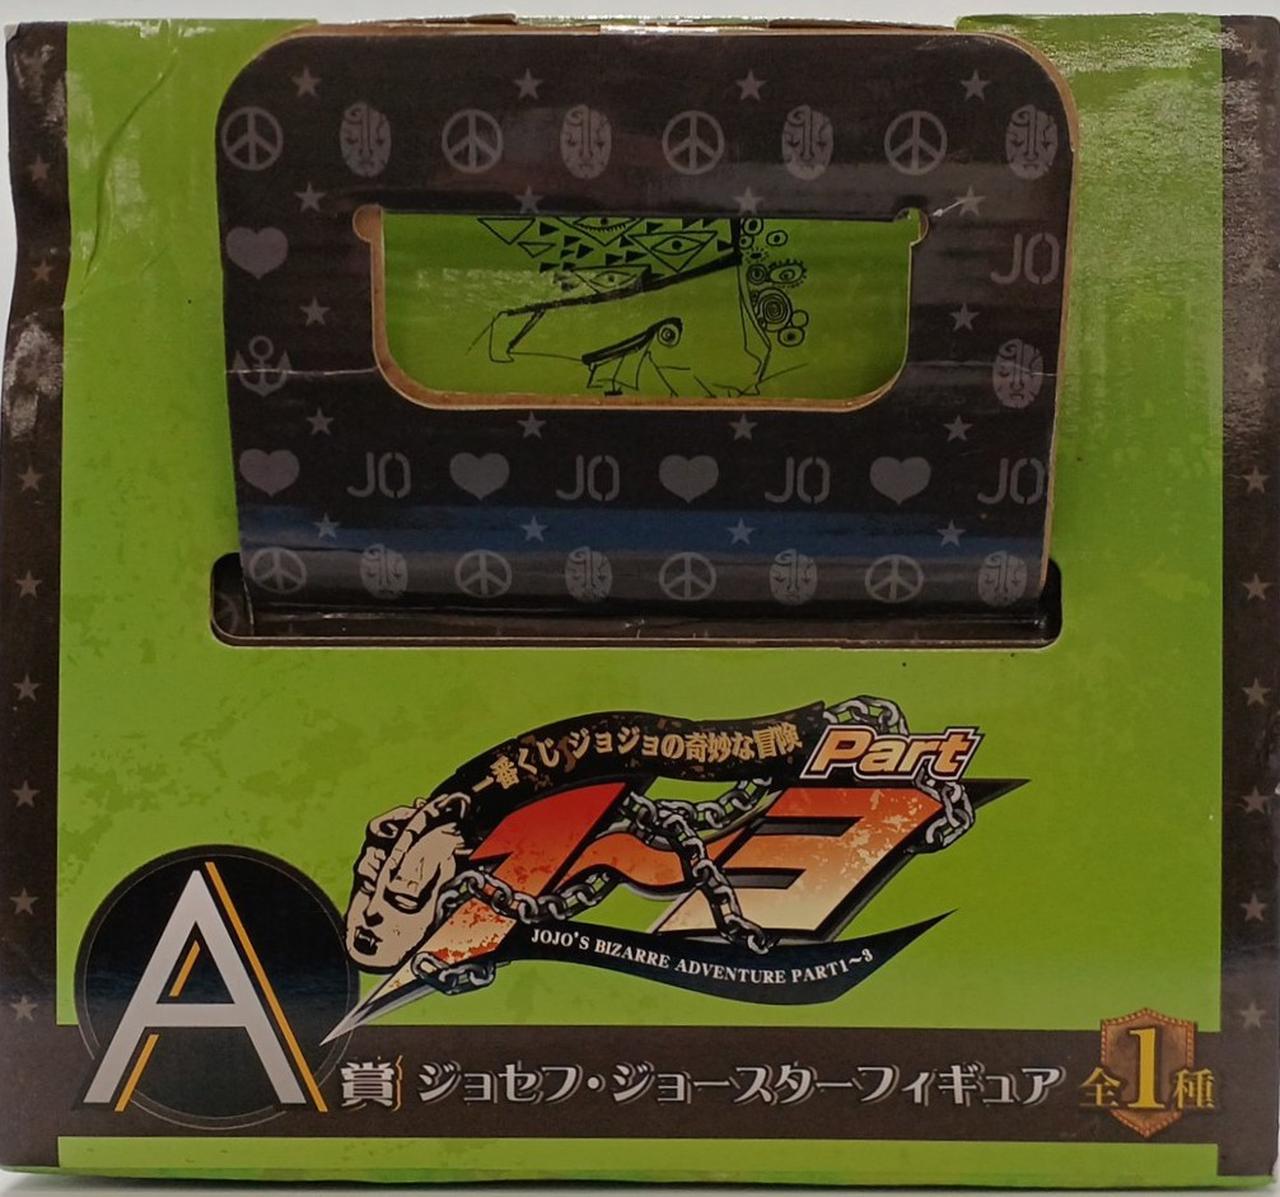 JO
JO JO JO JO
一番くじ ジョジョの奇妙な冒険 Part
1~3
JOJO'S BIZARRE ADVENTURE PART1~3
A賞 ジョセフ・ジョースターフィギュア 全1種